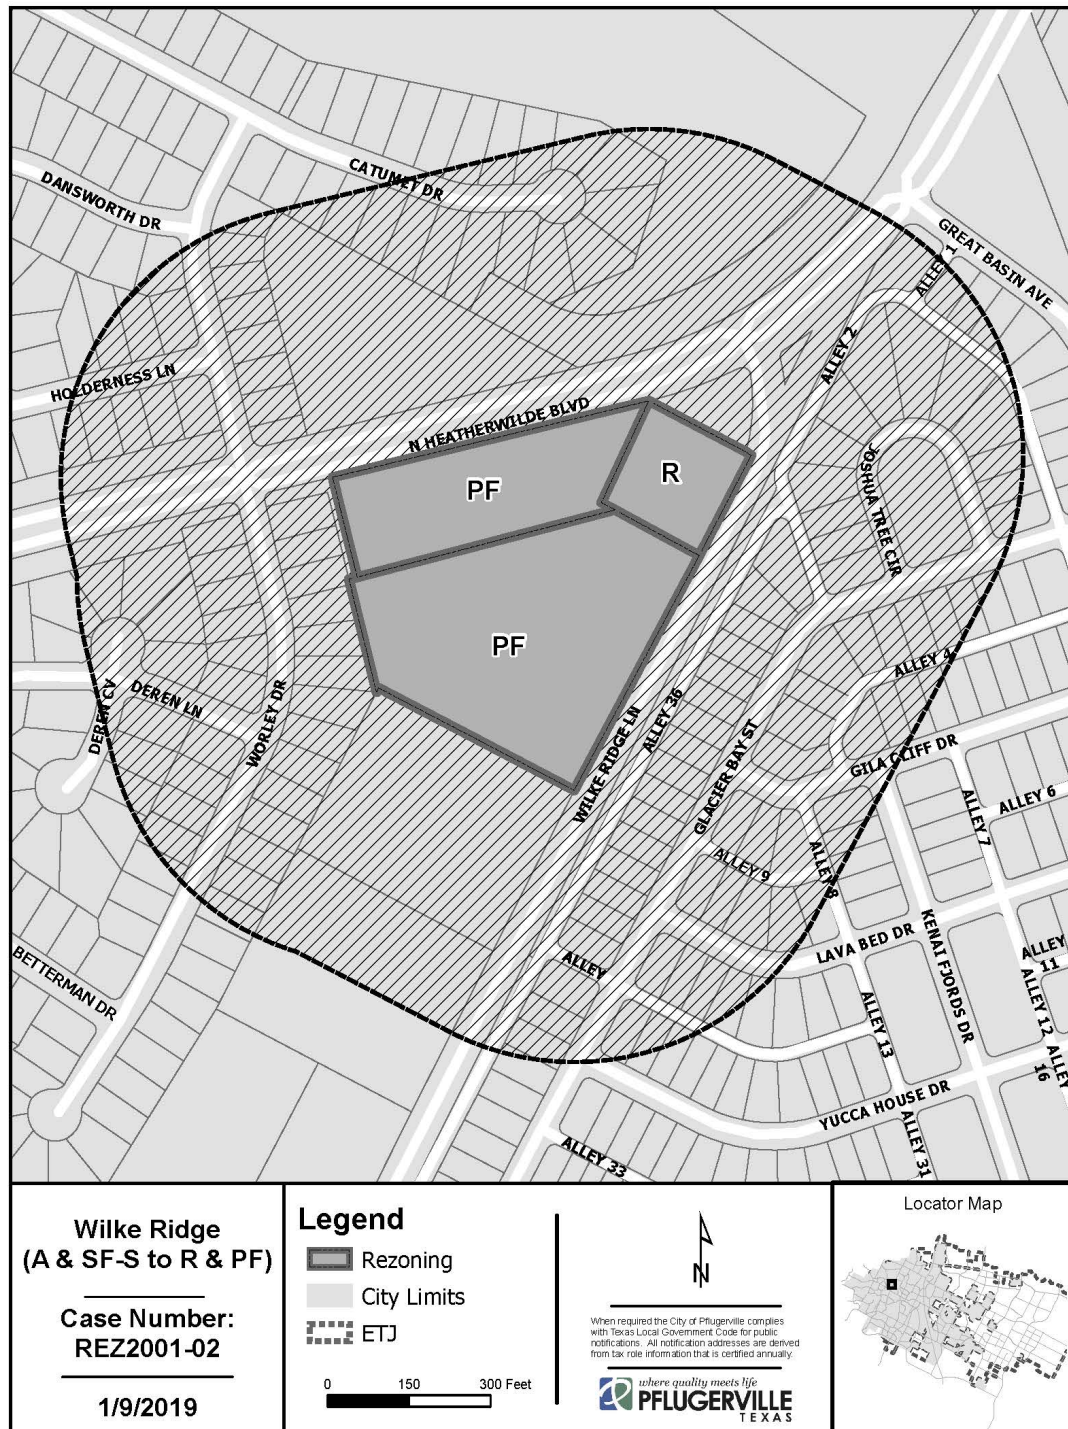 CATUMET DR
DANSWORTH DR
GREAT BASIN AVE
ALLEY 1
ALLEY 2
HOLDERNESS LN
N HEATHERWILDE BLVD
R
PF
JOSHUA TREE CIR
PF
ALLEY 4
DEREN CV
DEREN LN
WORLEY DR
WILKE RIDGE LN
ALLEY 36
GLACIER BAY ST
GILA CLIFF DR
ALLEY 6
ALLEY 7
ALLEY 9
ALLEY 8
LAVA BED DR
KENAI FJORDS DR
ALLEY
11
ALLEY 12
BETTERMAN DR
ALLEY
ALLEY 13
ALLEY
16
YUCCA HOUSE DR
ALLEY 31
ALLEY 33
Wilke Ridge
(A & SF-S to R & PF)
Case Number:
REZ2001-02
1/9/2019
Legend
Rezoning
City Limits
ETJ
0 150 300 Feet
N
When required the City of Pflugerville complies
with Texas Local Government Code for public
notifications. All notification addresses are derived
from tax role information that is certified annually.
where quality meets life
PFLUGERVILLE
TEXAS
Locator Map